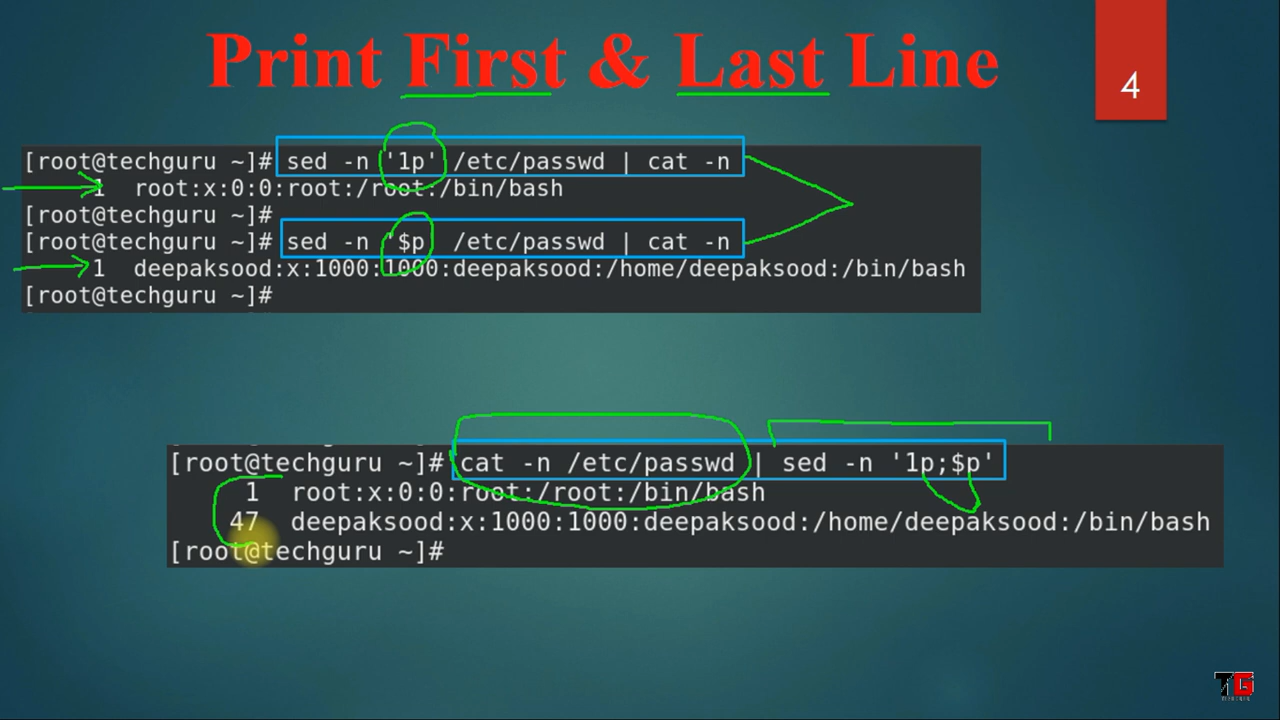 Print First & Last Line
4
[root@techguru ~]# sed -n '1p' /etc/passwd | cat -n
1 root:x:0:0:root:/root:/bin/bash
[root@techguru ~]#
[root@techguru ~]# sed -n '$p /etc/passwd | cat -n
1 deepaksood:x:1000:1000:deepaksood:/home/deepaksood:/bin/bash
[root@techguru ~]#
[root@techguru ~]# cat -n /etc/passwd | sed -n '1p;$p'
1 root:x:0:0:root:/root:/bin/bash
47 deepaksood:x:1000:1000:deepaksood:/home/deepaksood:/bin/bash
[root@techguru ~]#
TG